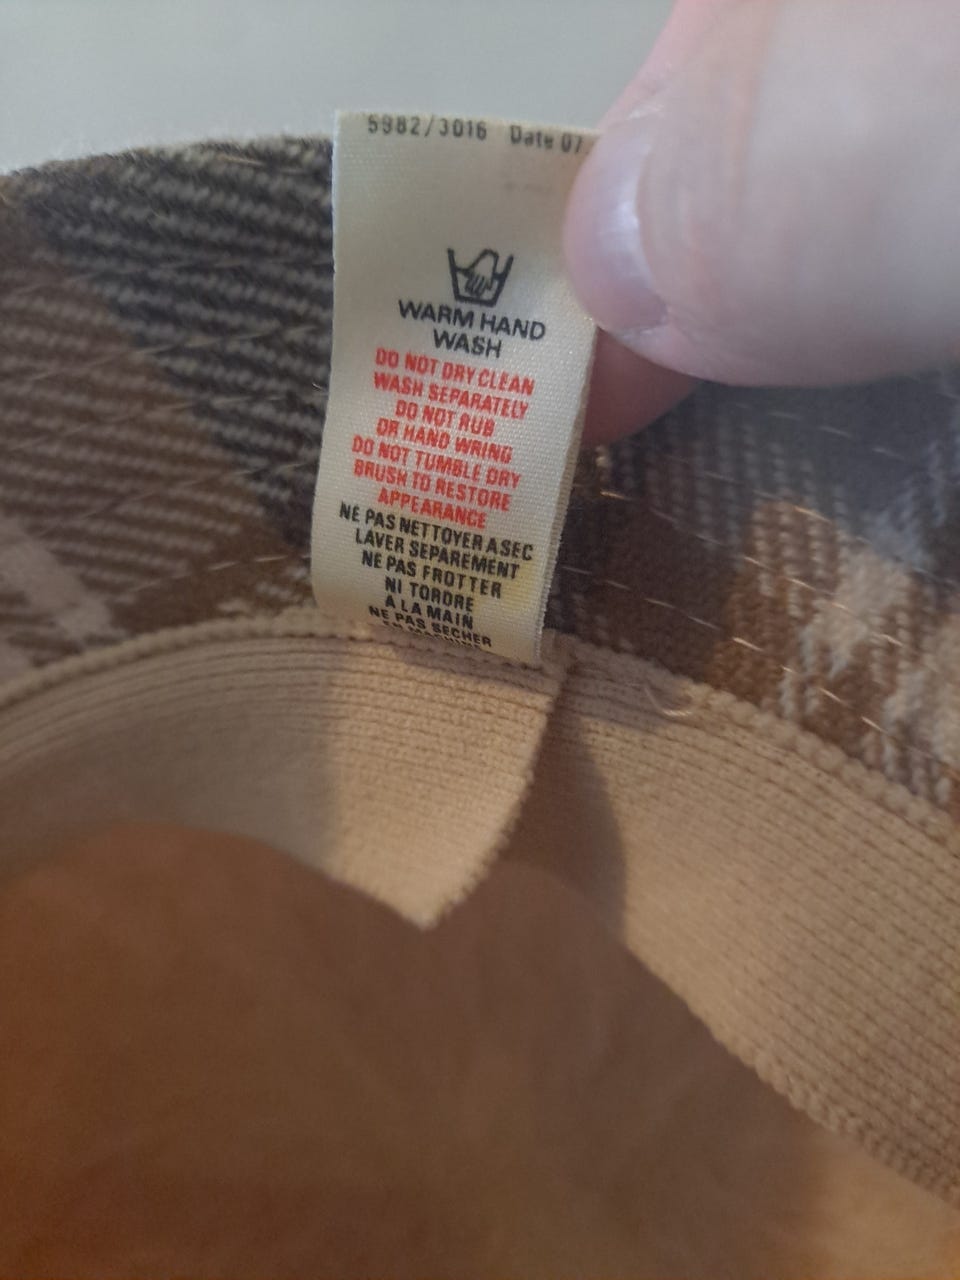 5982/3016 Date 07
WARM HAND
WASH
DO NOT DRY CLEAN
WASH SEPARATELY
DO NOT RUB
OR HAND WRING
DO NOT TUMBLE DRY
BRUSH TO RESTORE
APPEARANCE
NE PAS NETTOYER A SEC
LAVER SEPAREMENT
NE PAS FROTTER
NI TORDRE
A LA MAIN
NE PAS SECHER